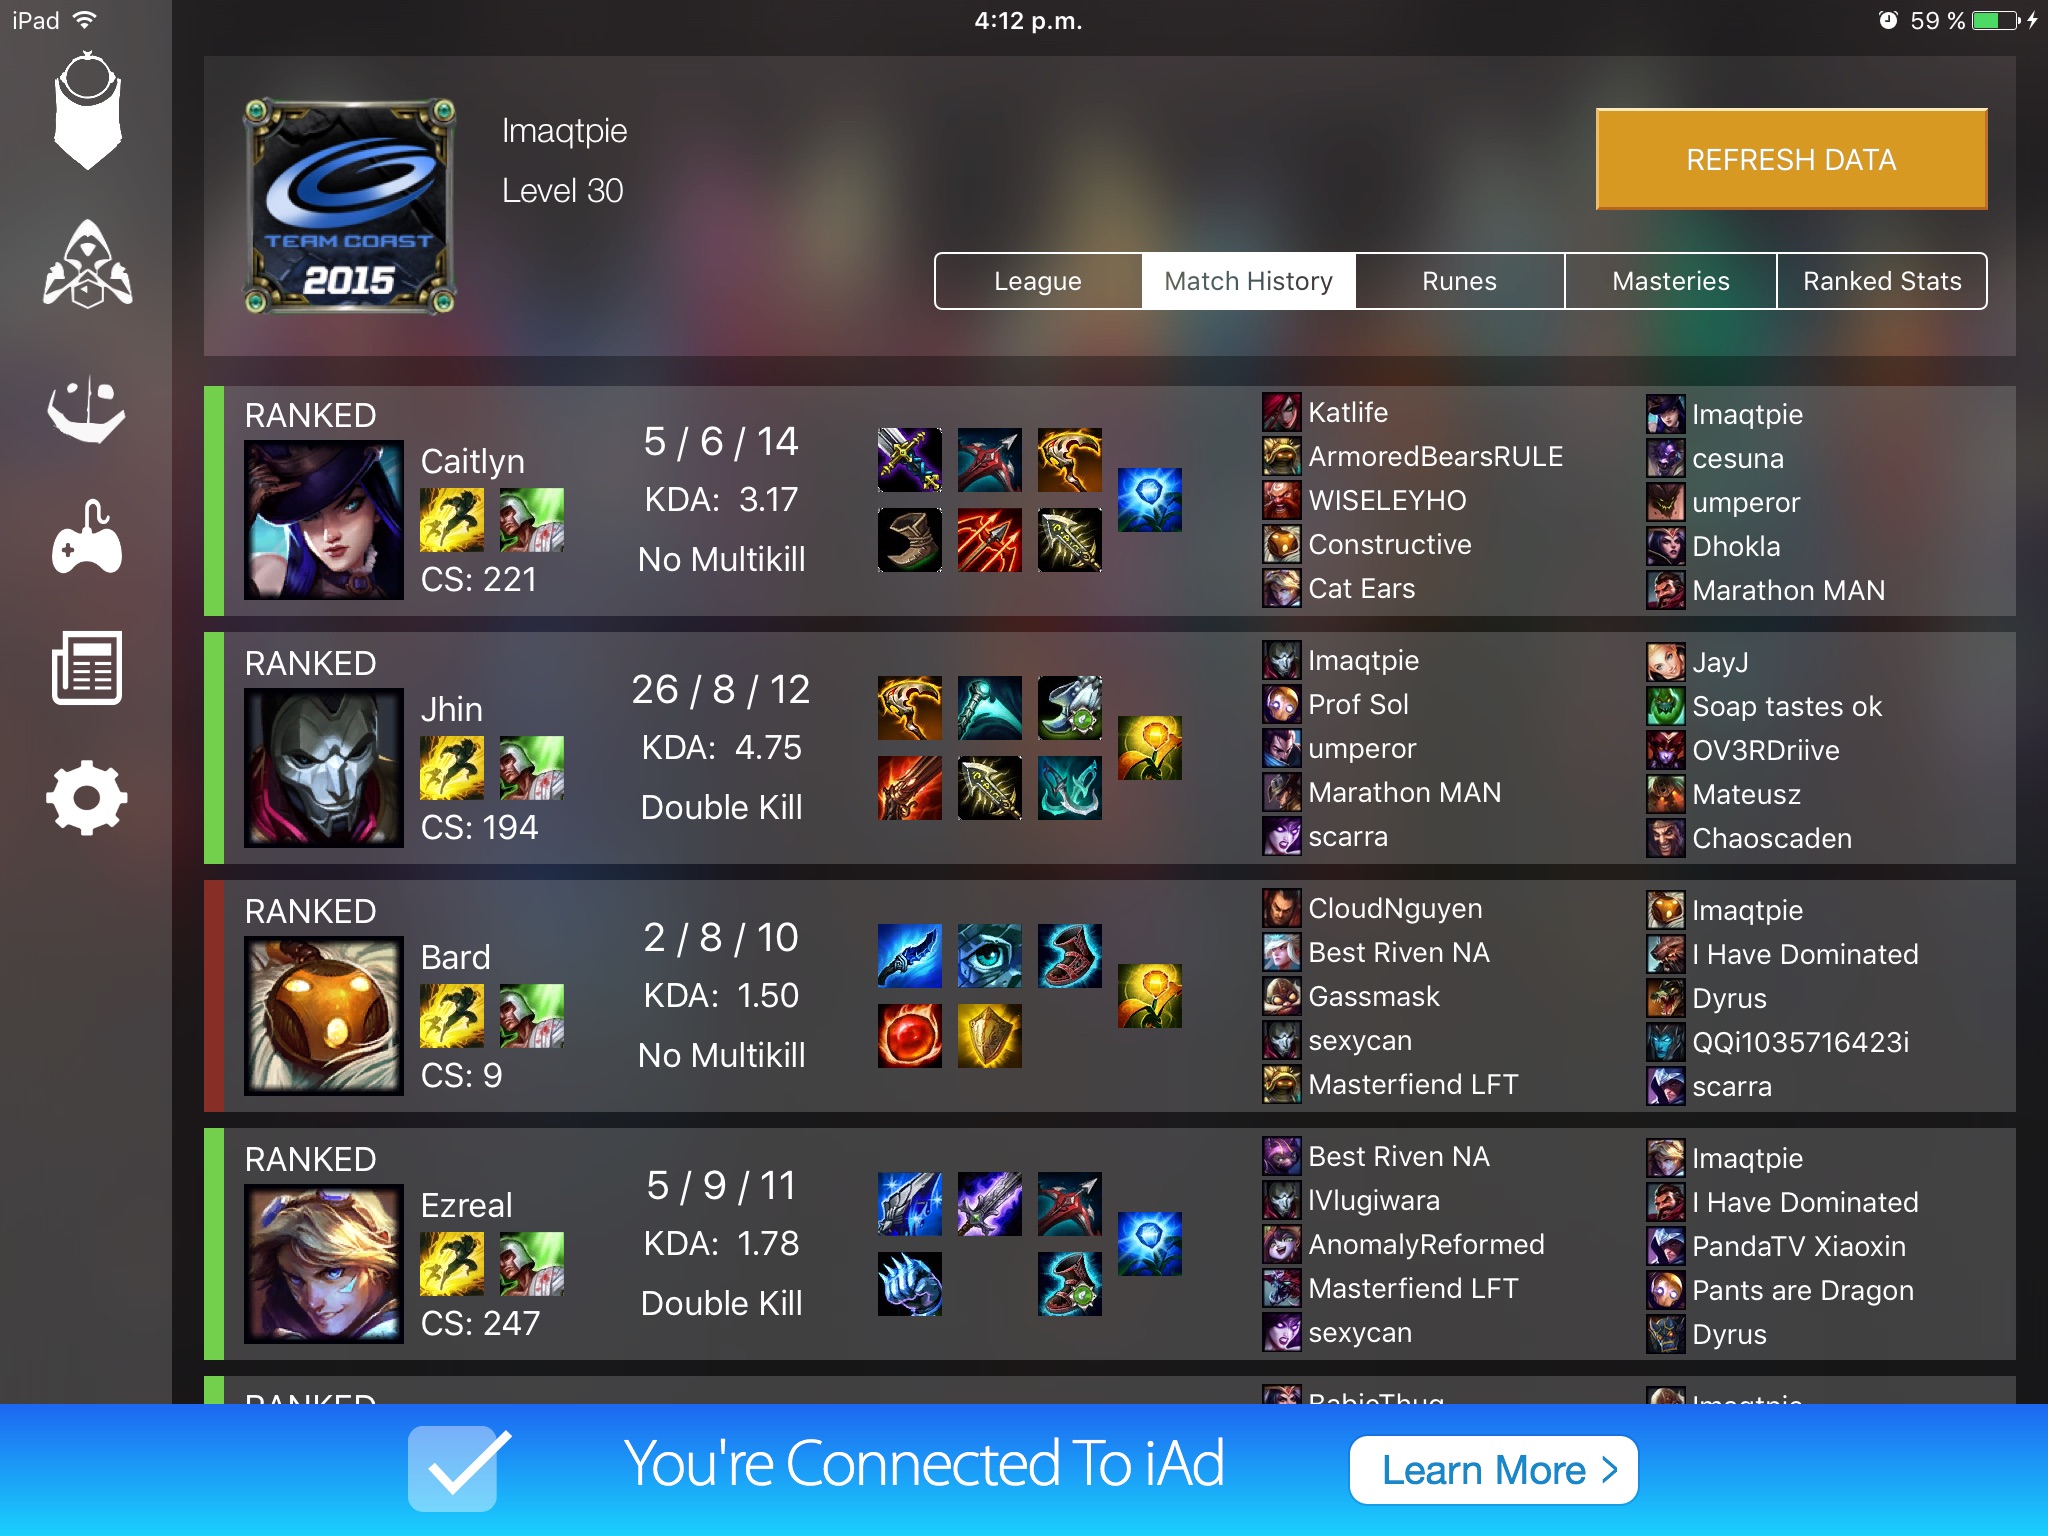 iPad 4:12 p.m. 59 %
TEAM COAST
2015
Imaqtpie
Level 30
REFRESH DATA
League Match History Runes Masteries Ranked Stats
RANKED
Caitlyn
CS: 221
5 / 6 / 14
KDA: 3.17
No Multikill
Katlife
ArmoredBearsRULE
WISELEYHO
Constructive
Cat Ears
Imaqtpie
cesuna
umperor
Dhokla
Marathon MAN
RANKED
Jhin
CS: 194
26 / 8 / 12
KDA: 4.75
Double Kill
Imaqtpie
Prof Sol
umperor
Marathon MAN
scarra
JayJ
Soap tastes ok
OV3RDriive
Mateusz
Chaoscaden
RANKED
Bard
CS: 9
2 / 8 / 10
KDA: 1.50
No Multikill
CloudNguyen
Best Riven NA
Gassmask
sexycan
Masterfiend LFT
Imaqtpie
I Have Dominated
Dyrus
QQi1035716423i
scarra
RANKED
Ezreal
CS: 247
5 / 9 / 11
KDA: 1.78
Double Kill
Best Riven NA
lVlugiwara
AnomalyReformed
Masterfiend LFT
sexycan
Imaqtpie
I Have Dominated
PandaTV Xiaoxin
Pants are Dragon
Dyrus
RANKED
Imaqtpie
You're Connected To iAd
Learn More >